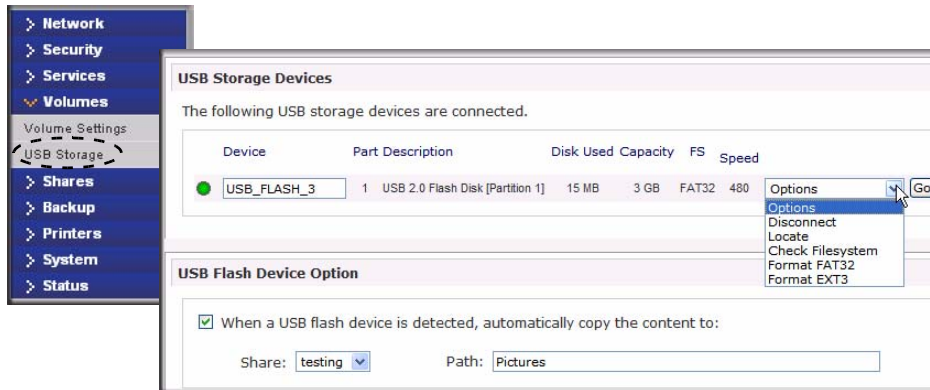 Network
Security
Services
Volumes
Volume Settings
USB Storage
Shares
Backup
Printers
System
Status
USB Storage Devices
The following USB storage devices are connected.
Device Part Description Disk Used Capacity FS Speed
USB_FLASH_3 1 USB 2.0 Flash Disk [Partition 1] 15 MB 3 GB FAT32 480 Options Go
Options
Disconnect
Locate
Check Filesystem
Format FAT32
Format EXT3
USB Flash Device Option
When a USB flash device is detected, automatically copy the content to:
Share: testing Path: Pictures